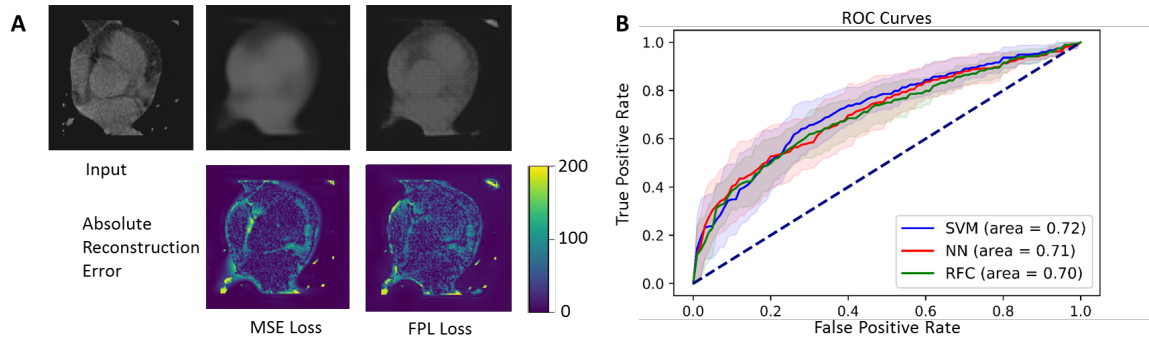 A
Input
Absolute
Reconstruction
Error
200
100
0
MSE Loss
FPL Loss
B
ROC Curves
True Positive Rate
1.0
0.8
0.6
0.4
0.2
0.0
SVM (area = 0.72)
NN (area = 0.71)
RFC (area = 0.70)
0.0 0.2 0.4 0.6 0.8 1.0
False Positive Rate